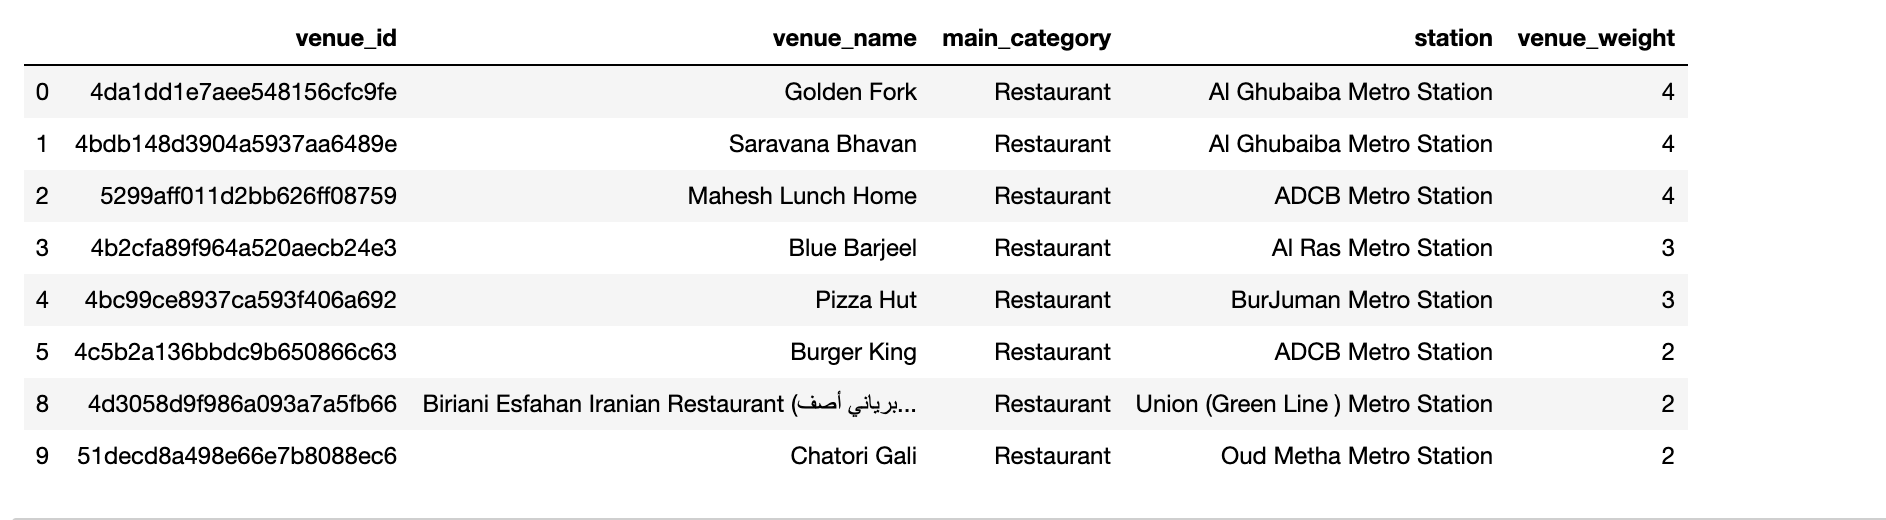 venue_id venue_name main_category station venue_weight
0 4da1dd1e7aee548156cfc9fe Golden Fork Restaurant Al Ghubaiba Metro Station 4
1 4bdb148d3904a5937aa6489e Saravana Bhavan Restaurant Al Ghubaiba Metro Station 4
2 5299aff011d2bb626ff08759 Mahesh Lunch Home Restaurant ADCB Metro Station 4
3 4b2cfa89f964a520aecb24e3 Blue Barjeel Restaurant Al Ras Metro Station 3
4 4bc99ce8937ca593f406a692 Pizza Hut Restaurant BurJuman Metro Station 3
5 4c5b2a136bbdc9b650866c63 Burger King Restaurant ADCB Metro Station 2
8 4d3058d9f986a093a7a5fb66 Biriani Esfahan Iranian Restaurant (برياني أصف... Restaurant Union (Green Line ) Metro Station 2
9 51decd8a498e66e7b8088ec6 Chatori Gali Restaurant Oud Metha Metro Station 2